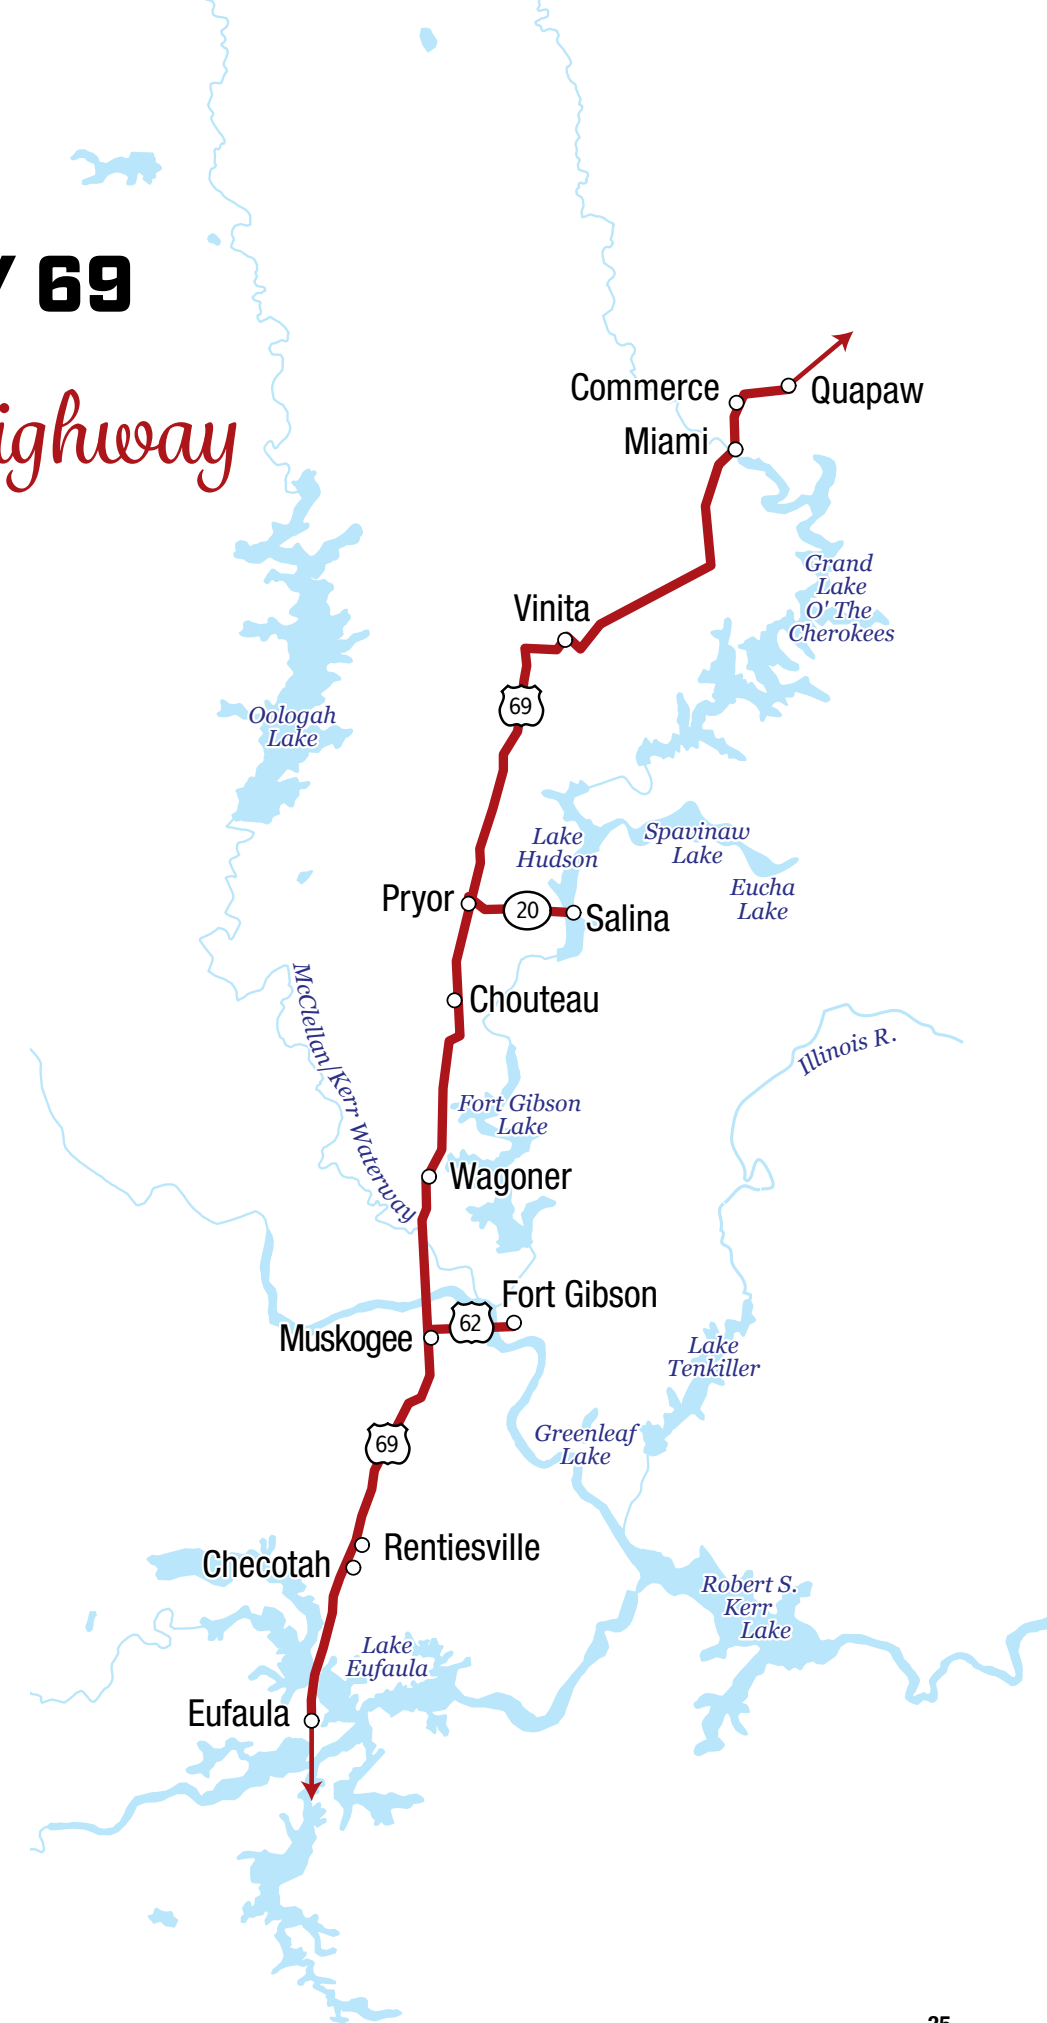 69
ighway
Commerce
Quapaw
Miami
Grand
Lake
O' The
Cherokees
Vinita
69
Oologah
Lake
Lake
Hudson
Spavinaw
Lake
Eucha
Lake
Pryor
20
Salina
McClellan/Kerr Waterway
Chouteau
Illinois R.
Fort Gibson
Lake
Wagoner
Fort Gibson
62
Muskogee
Lake
Tenkiller
69
Greenleaf
Lake
Rentiesville
Checotah
Robert S.
Kerr
Lake
Lake
Eufaula
Eufaula